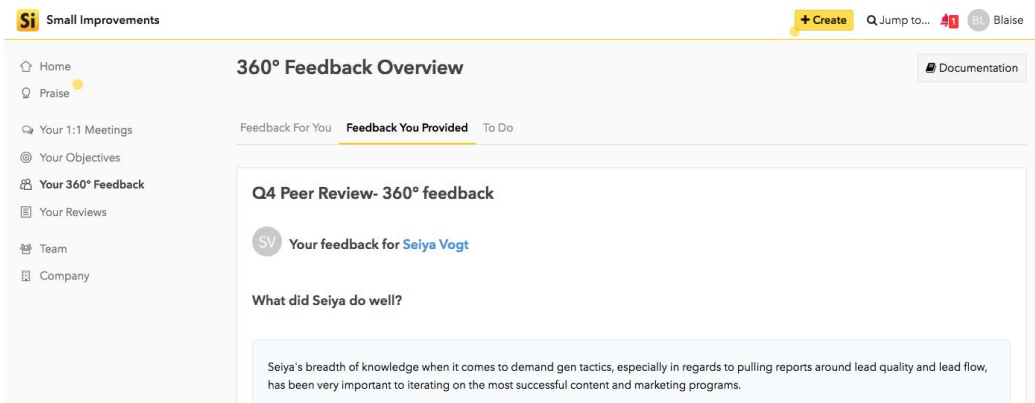 Si Small Improvements
+ Create Jump to... 1 BL Blaise
Home
Praise
Your 1:1 Meetings
Your Objectives
Your 360° Feedback
Your Reviews
Team
Company
360° Feedback Overview
Documentation
Feedback For You Feedback You Provided To Do
Q4 Peer Review- 360° feedback
SV Your feedback for Seiya Vogt
What did Seiya do well?
Seiya's breadth of knowledge when it comes to demand gen tactics, especially in regards to pulling reports around lead quality and lead flow,
has been very important to iterating on the most successful content and marketing programs.